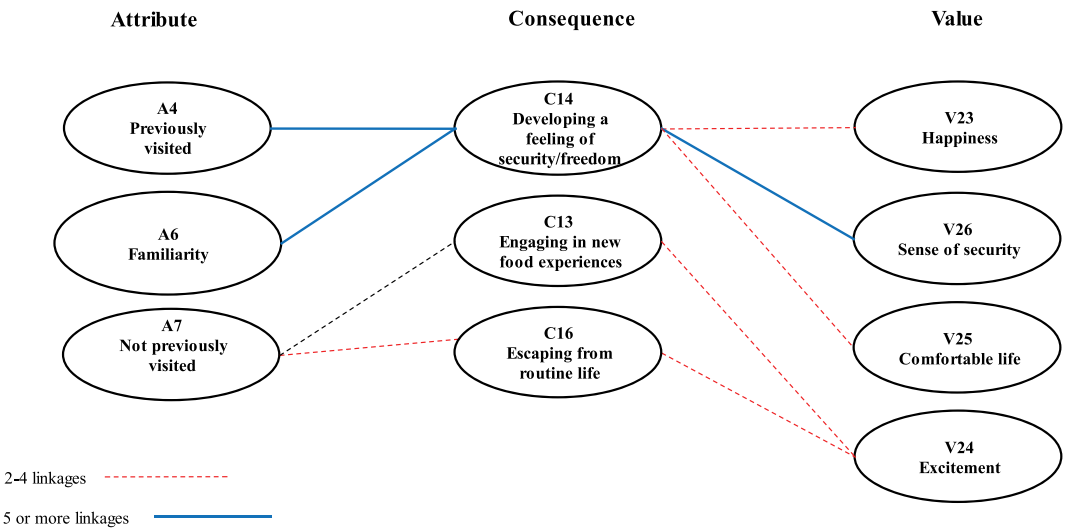 Attribute
Consequence
Value
A4
Previously
visited
A6
Familiarity
A7
Not previously
visited
C14
Developing a
feeling of
security/freedom
C13
Engaging in new
food experiences
C16
Escaping from
routine life
V23
Happiness
V26
Sense of security
V25
Comfortable life
V24
Excitement
2-4 linkages
5 or more linkages